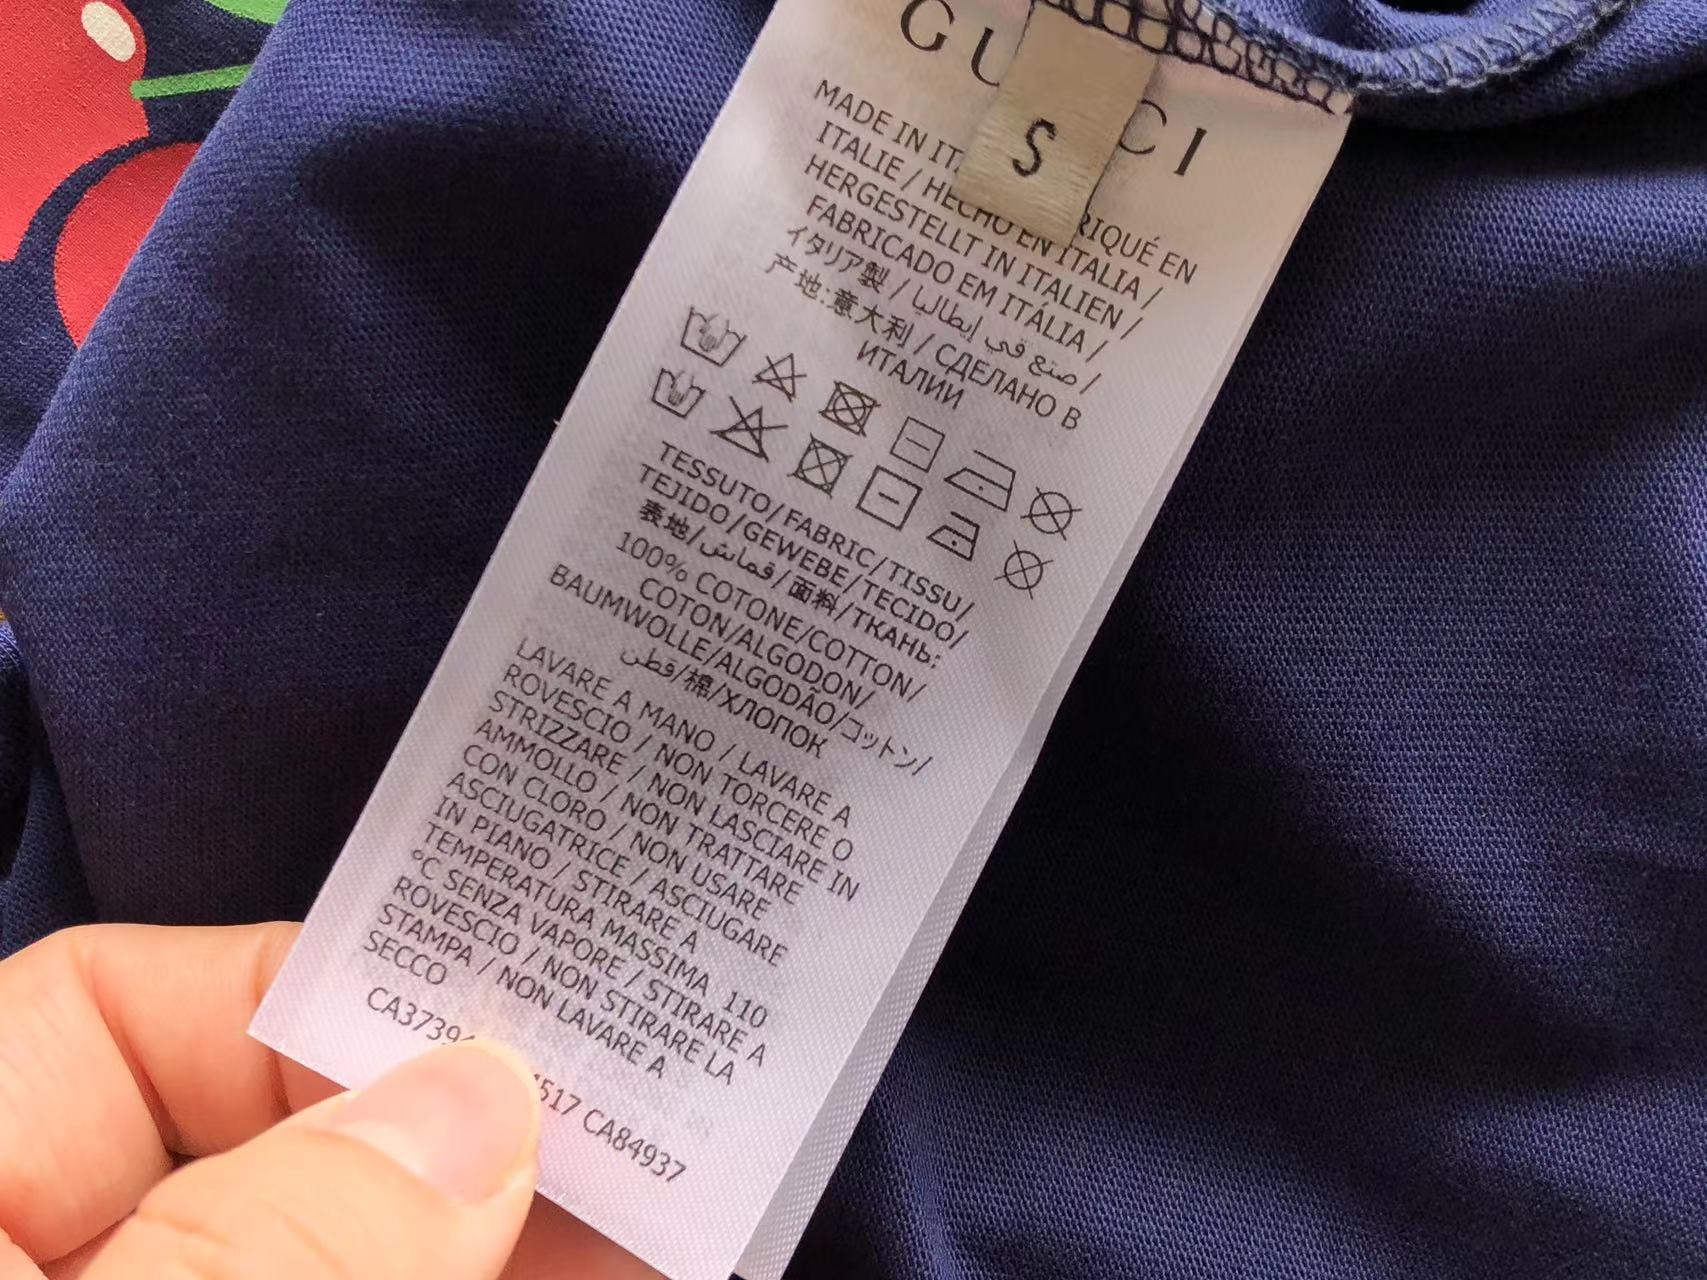 GU CI
S
MADE IN IT RIQUÉ EN
ITALIE / HECHO EN ITALIA /
HERGESTELLT IN ITALIEN /
FABRICADO EM ITÁLIA /
イタリア製 / صنع في إيطاليا /
产地:意大利 / СДЕЛАНО В
ИТАЛИИ
TESSUTO/FABRIC/TISSU/
TEJIDO/GEWEBE/TECIDO/
表地/قماش/面料/ТКАНЬ:
100% COTONE/COTTON/
COTON/ALGODON/
BAUMWOLLE/ALGODÃO/コットン/
قطن/棉/ХЛОПОК
LAVARE A MANO / LAVARE A
ROVESCIO / NON TORCERE O
STRIZZARE / NON LASCIARE IN
AMMOLLO / NON TRATTARE
CON CLORO / NON USARE
ASCIUGATRICE / ASCIUGARE
IN PIANO / STIRARE A
TEMPERATURA MASSIMA 110
°C SENZA VAPORE / STIRARE A
ROVESCIO / NON STIRARE LA
STAMPA / NON LAVARE A
SECCO
CA3739 1517 CA84937